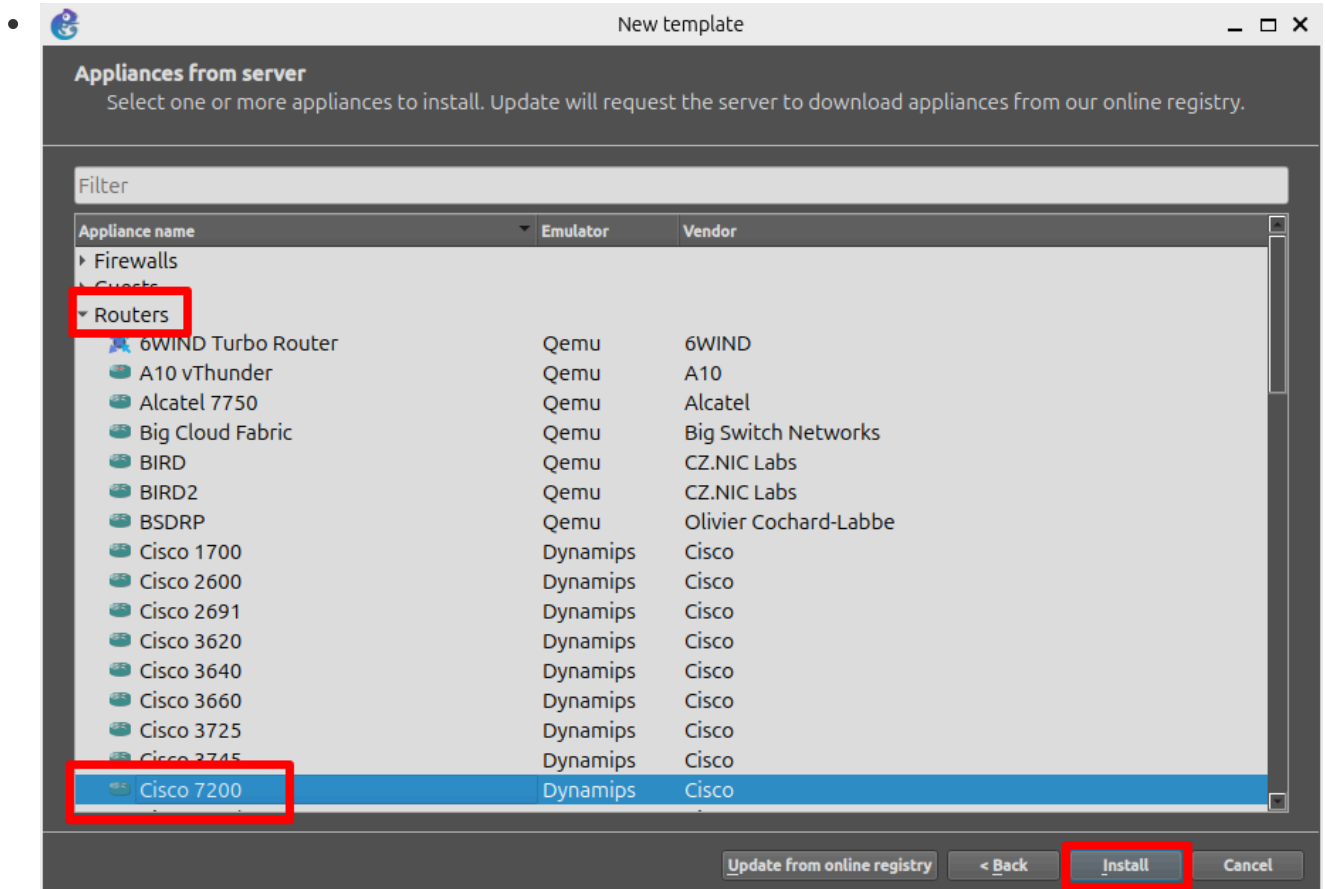 New template
Appliances from server
Select one or more appliances to install. Update will request the server to download appliances from our online registry.
Filter
Appliance name Emulator Vendor
Firewalls
Guests
Routers
6WIND Turbo Router Qemu 6WIND
A10 vThunder Qemu A10
Alcatel 7750 Qemu Alcatel
Big Cloud Fabric Qemu Big Switch Networks
BIRD Qemu CZ.NIC Labs
BIRD2 Qemu CZ.NIC Labs
BSDRP Qemu Olivier Cochard-Labbe
Cisco 1700 Dynamips Cisco
Cisco 2600 Dynamips Cisco
Cisco 2691 Dynamips Cisco
Cisco 3620 Dynamips Cisco
Cisco 3640 Dynamips Cisco
Cisco 3660 Dynamips Cisco
Cisco 3725 Dynamips Cisco
Cisco 3745 Dynamips Cisco
Cisco 7200 Dynamips Cisco
Update from online registry < Back Install Cancel